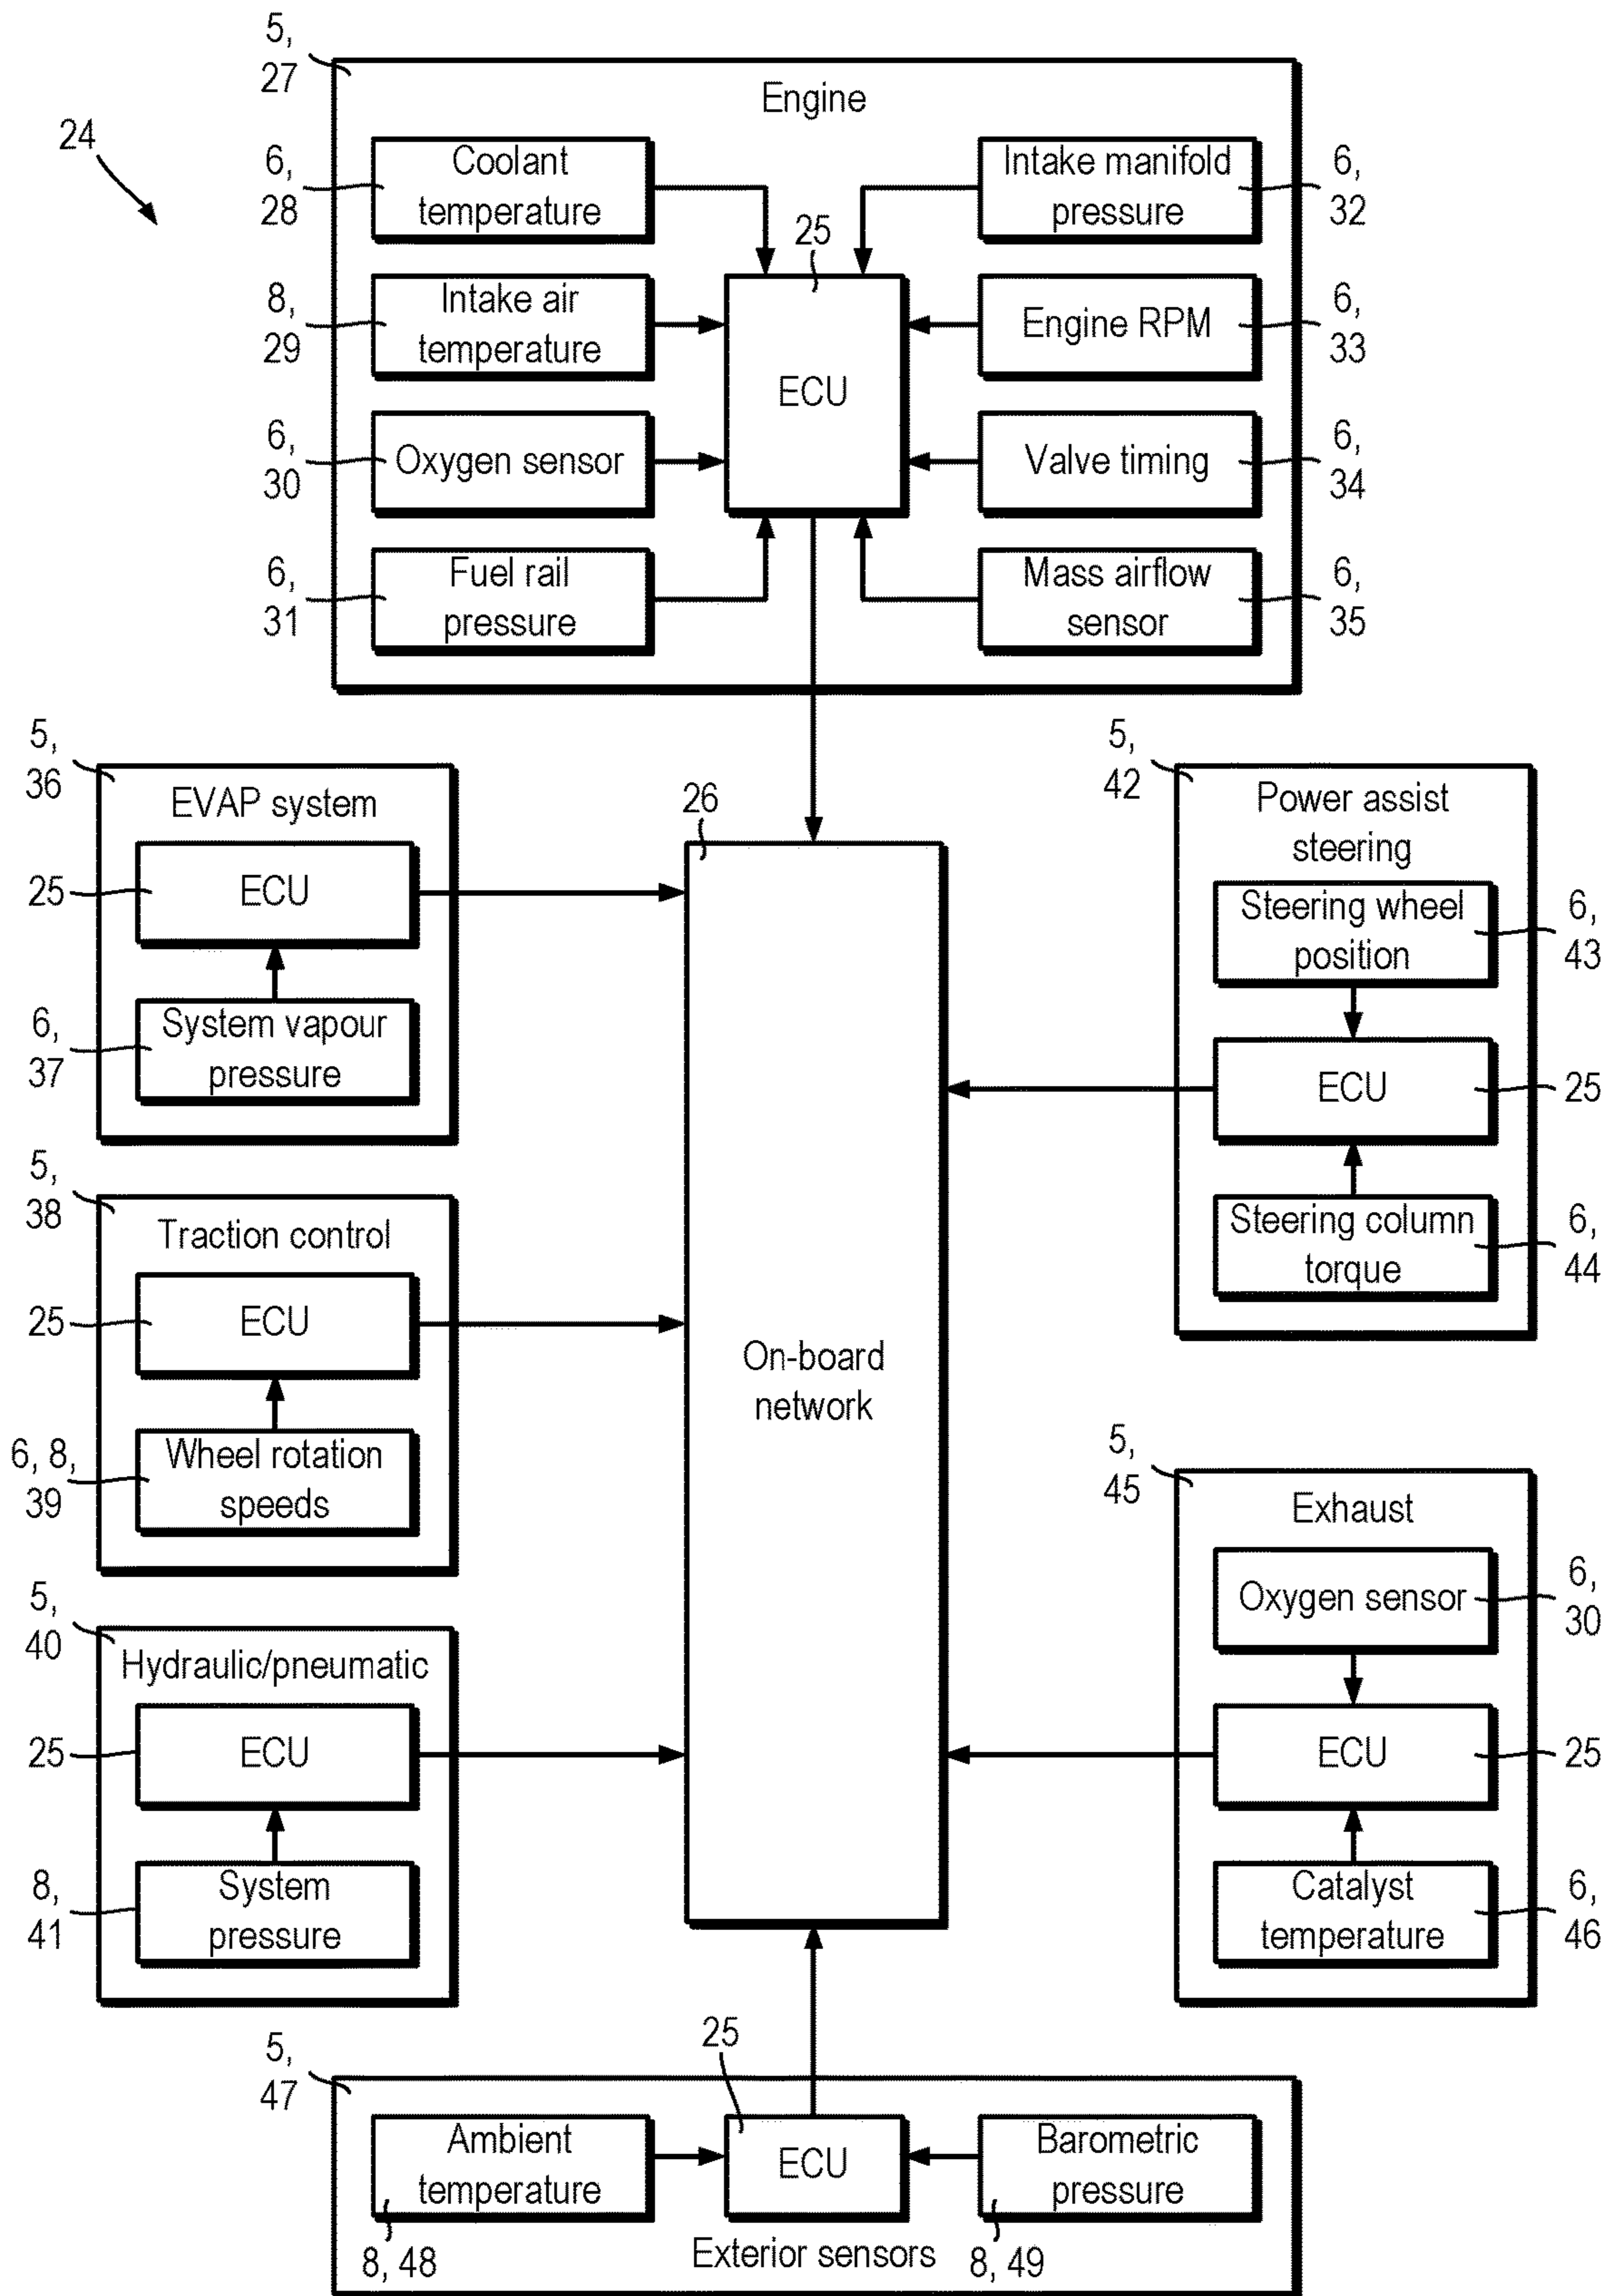 5,
27
Engine
24
6,
28
Coolant
temperature
Intake manifold
pressure
6,
32
25
8,
29
Intake air
temperature
Engine RPM
6,
33
ECU
6,
30
Oxygen sensor
Valve timing
6,
34
6,
31
Fuel rail
pressure
Mass airflow
sensor
6,
35
5,
36
EVAP system
25
ECU
6,
37
System vapour
pressure
26
5,
42
Power assist
steering
Steering wheel
position
6,
43
ECU
25
Steering column
torque
6,
44
5,
38
Traction control
25
ECU
6, 8,
39
Wheel rotation
speeds
On-board
network
5,
45
Exhaust
Oxygen sensor
6,
30
ECU
25
Catalyst
temperature
6,
46
5,
40
Hydraulic/pneumatic
25
ECU
8,
41
System
pressure
5,
47
25
Ambient
temperature
ECU
Barometric
pressure
8, 48
Exterior sensors
8, 49